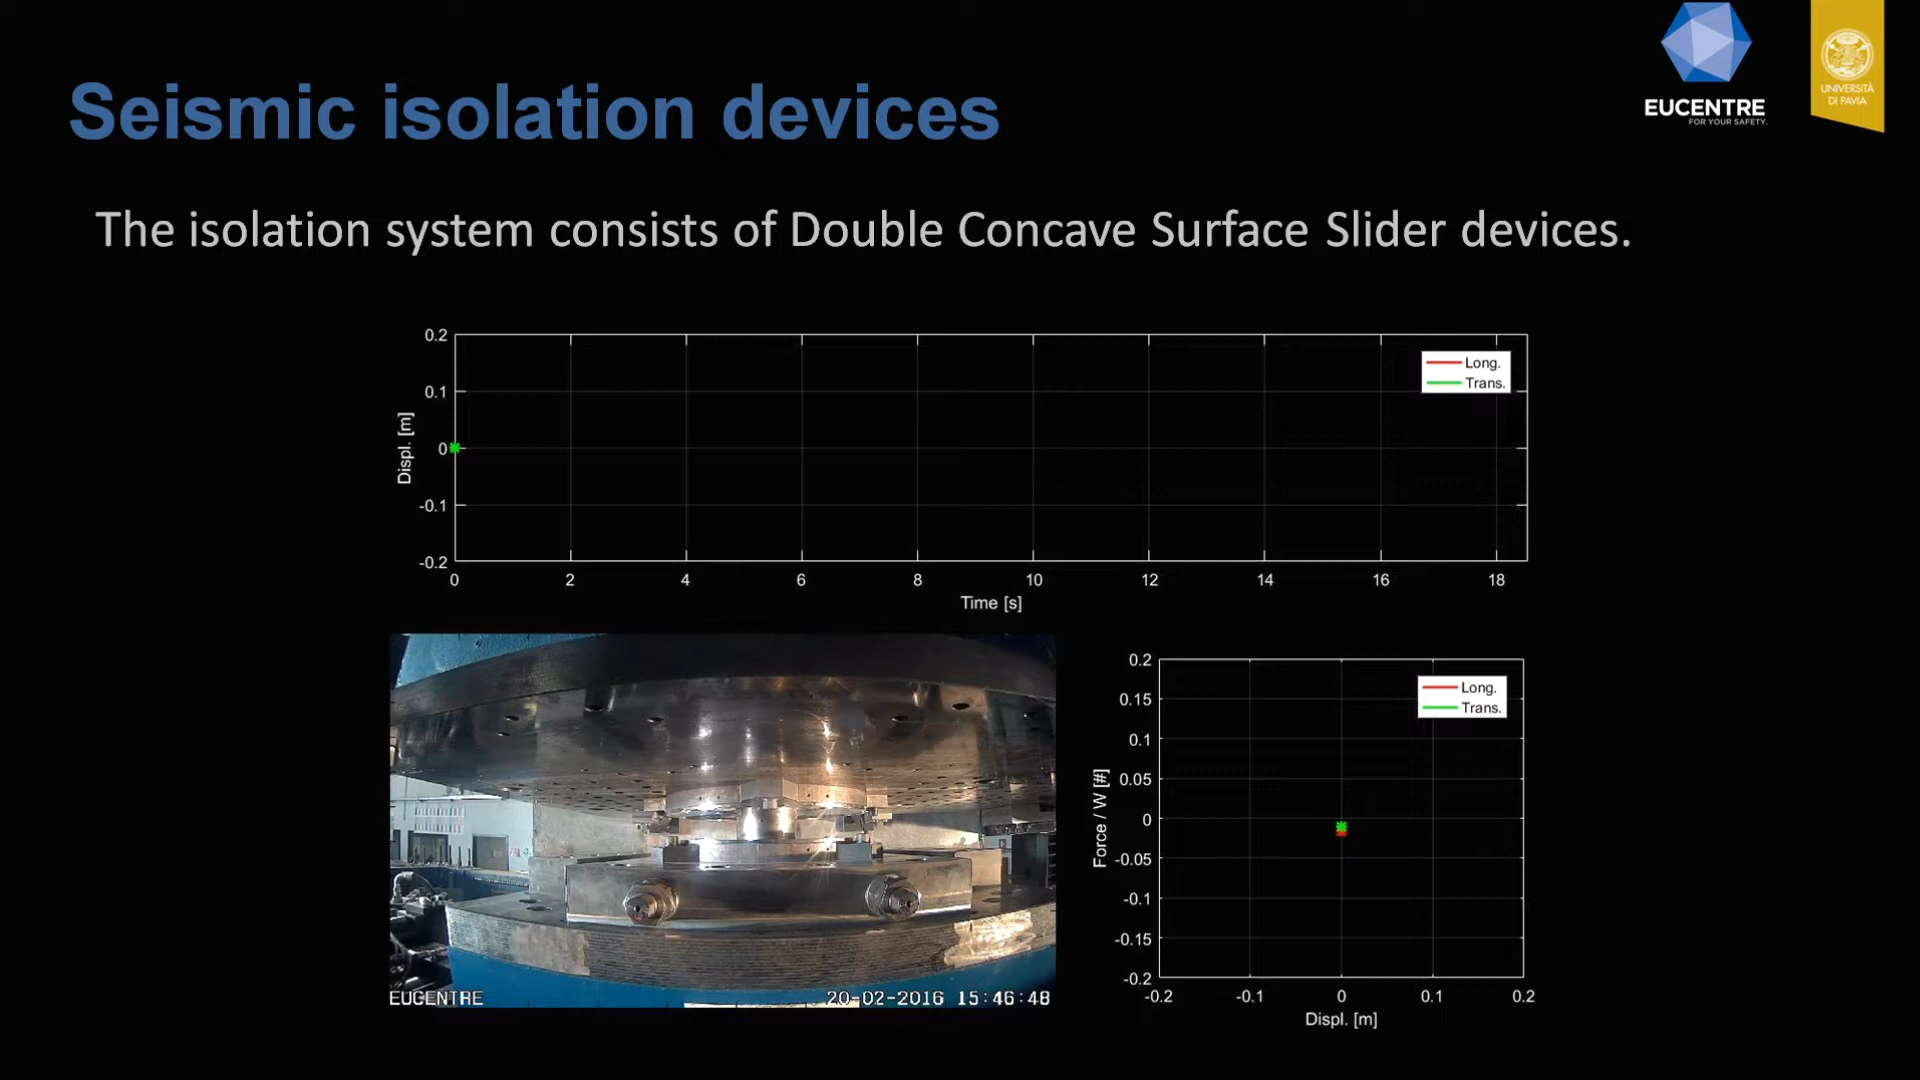 EUCENTRE
FOR YOUR SAFETY.
UNIVERSITÀ
DI PAVIA
Seismic isolation devices
The isolation system consists of Double Concave Surface Slider devices.
0.2
0.1
0
-0.1
-0.2
Displ. [m]
Long.
Trans.
0 2 4 6 8 10 12 14 16 18
Time [s]
EUCENTRE
20-02-2016 15:46:48
0.2
0.15
0.1
0.05
0
-0.05
-0.1
-0.15
-0.2
Force / W [#]
Long.
Trans.
-0.2 -0.1 0 0.1 0.2
Displ. [m]